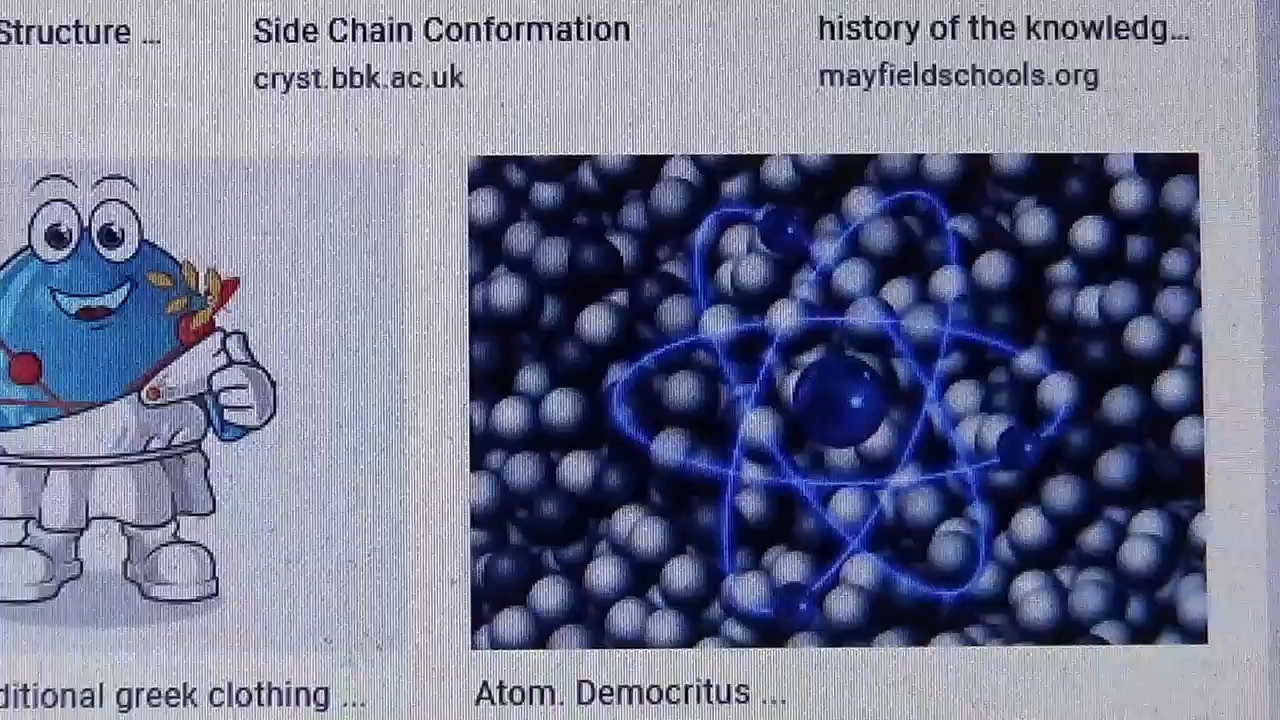 Structure ...
Side Chain Conformation
history of the knowledg...
cryst.bbk.ac.uk
mayfieldschools.org
ditional greek clothing ...
Atom. Democritus ...